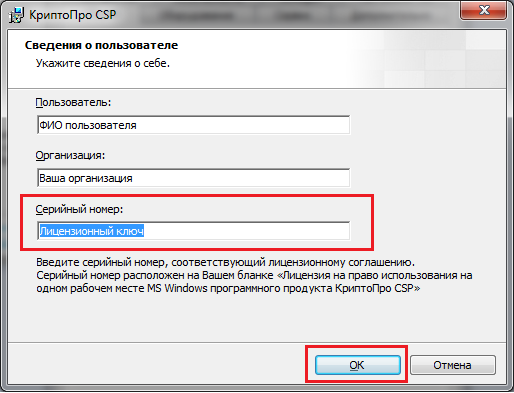 КриптоПро CSP
Сведения о пользователе
Укажите сведения о себе.
Пользователь:
ФИО пользователя
Организация:
Ваша организация
Серийный номер:
Лицензионный ключ
Введите серийный номер, соответствующий лицензионному соглашению.
Серийный номер расположен на Вашем бланке «Лицензия на право использования на
одном рабочем месте MS Windows программного продукта КриптоПро CSP»
OK
Отмена